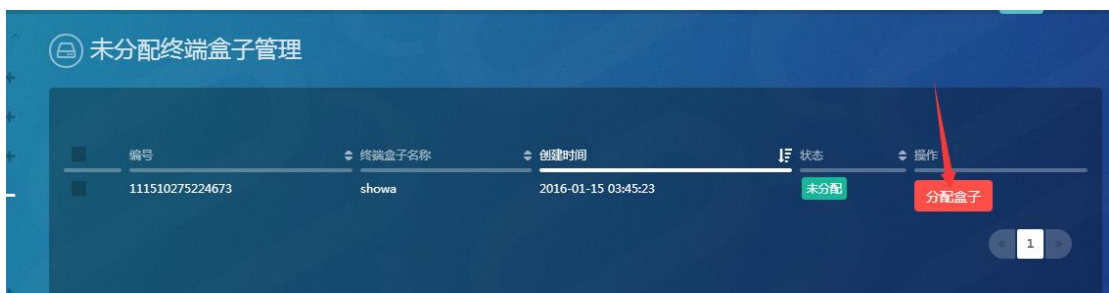 未分配终端盒子管理
编号 终端盒子名称 创建时间 状态 操作
111510275224673 showa 2016-01-15 03:45:23 未分配 分配盒子
« 1 »